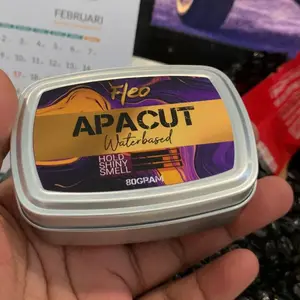 FEBRUARI
Fleo
APACUT
Waterbased
HOLD
SHINY
SMELL
80GRAM